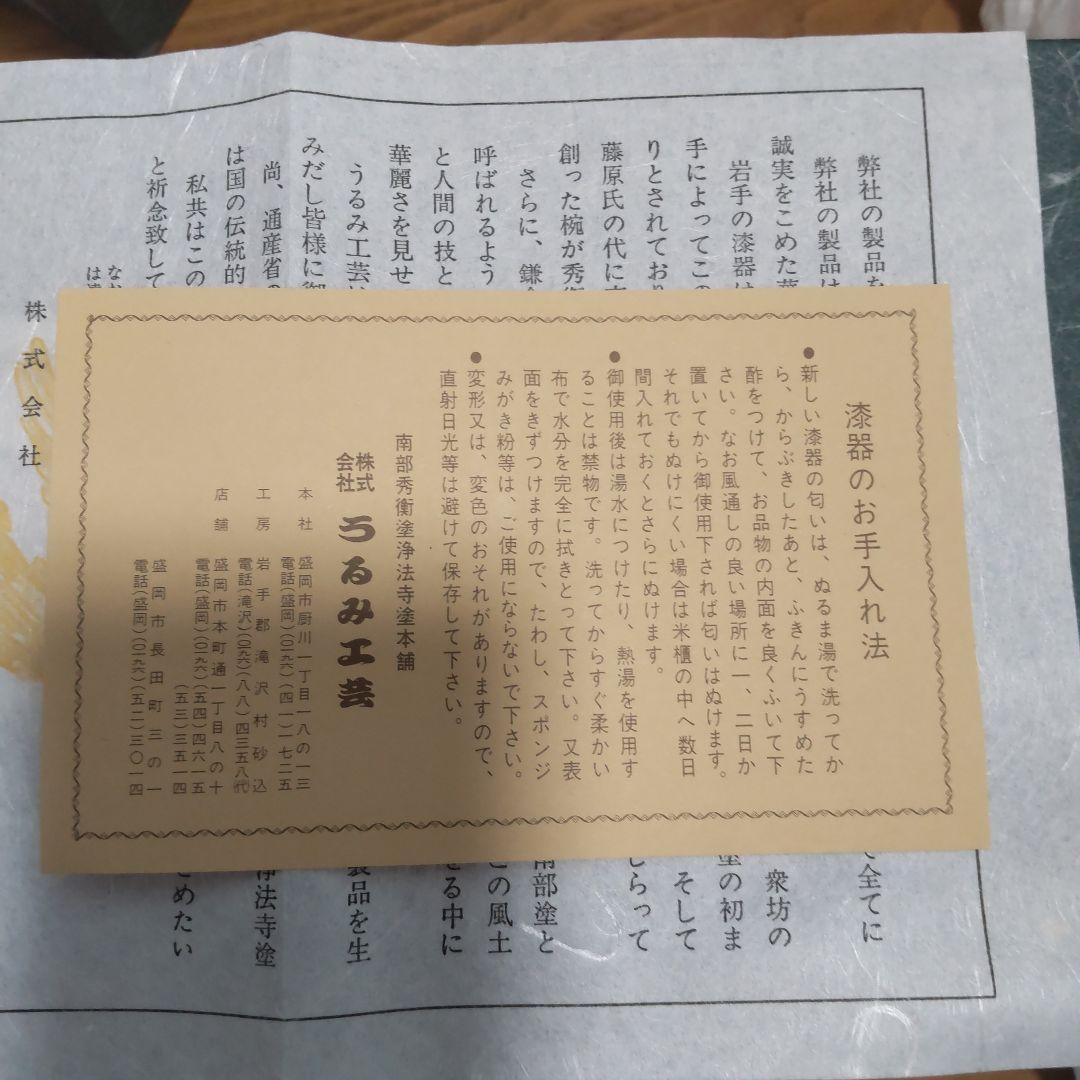 漆器のお手入れ法
●新しい漆器の匂いは、ぬるま湯で洗ってか
ら、からぶきしたあと、ふきんにうすめた
酢をつけて、お品物の内面を良くふいて下
さい。なお風通しの良い場所に一、二日か
置いてから御使用下されば匂いはぬけます。
それでもぬけにくい場合は米櫃の中へ数日
間入れておくとさらにぬけます。
●御使用後は湯水につけたり、熱湯を使用す
ることは禁物です。洗ってからすぐ柔かい
布で水分を完全に拭きとって下さい。又表
面をきずつけますので、たわし、スポンジ
みがき粉等は、ご使用にならないで下さい。
●変形又は、変色のおそれがありますので、
直射日光等は避けて保存して下さい。
南部秀衡塗浄法寺塗本舗
株式会社 うるみ工芸
本社 盛岡市厨川一丁目一八の一三
電話(盛岡)(〇一九六)(四一)一七二五
工房 岩手郡滝沢村砂込
電話(滝沢)(〇一九六)(八八)四三五八(代)
店舗 盛岡市本町通一丁目八の十
電話(盛岡)(〇一九六)(五四)四六一五
(五三)三五一四
盛岡市長田町三の一
電話(盛岡)(〇一九六)(五二)三〇一四
弊社の製品を
全てに
弊社の製品は
誠実をこめた
衆坊の
岩手の漆器は
の初ま
手によってこの
そして
りとされており
藤原氏の代に
しらって
創った椀が秀衡
南部塗と
さらに、鎌倉
呼ばれるよう
この風土
と人間の技と
せる中に
華麗さを見せ
うるみ工芸は
製品を生
みだし皆様に御
尚、通産省の
浄法寺塗
は国の伝統的
私共はこの
めたい
と祈念致して
株式会社